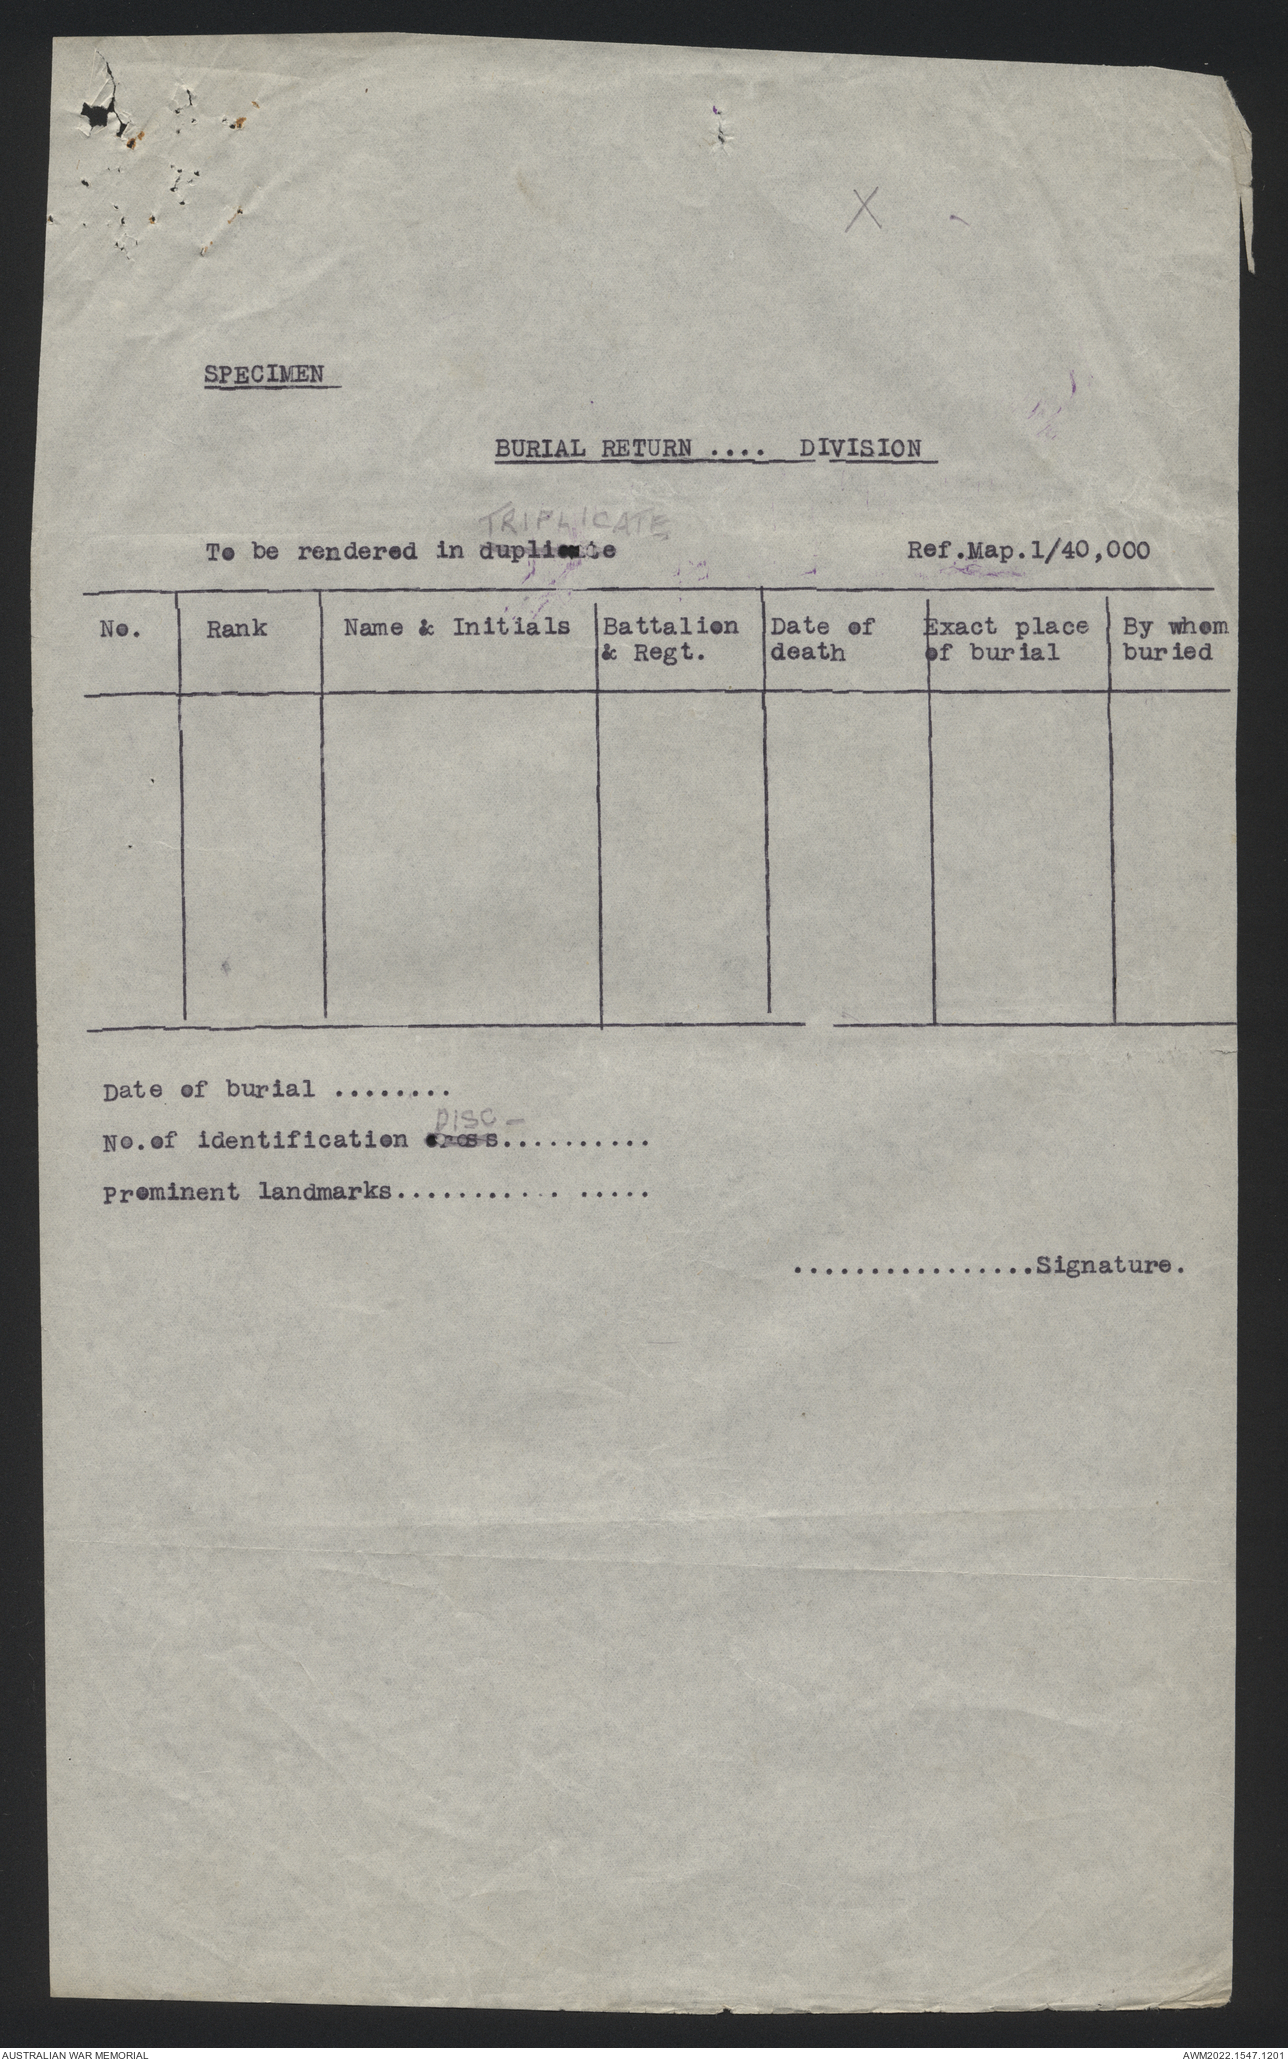 X
SPECIMEN
BURIAL RETURN .... DIVISION
TRIPLICATE
To be rendered in duplicate
Ref.Map.1/40,000
No. Rank Name & Initials Battalion & Regt. Date of death Exact place of burial By whom buried
Date of burial ........
DISC -
No.of identification cross..........
Prominent landmarks........... .....
................Signature.
AUSTRALIAN WAR MEMORIAL
AWM2022.1547.1201